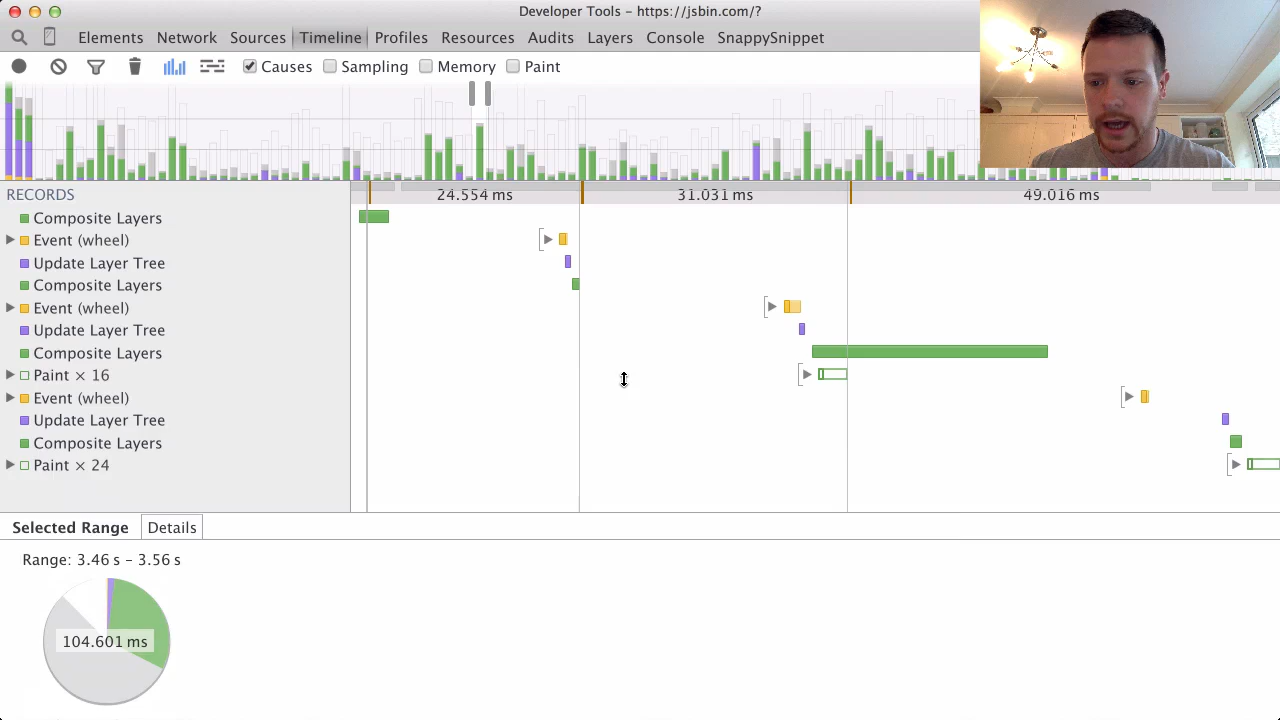 Developer Tools - https://jsbin.com/?
Elements Network Sources Timeline Profiles Resources Audits Layers Console SnappySnippet
Causes Sampling Memory Paint
RECORDS 24.554 ms 31.031 ms 49.016 ms
Composite Layers
Event (wheel)
Update Layer Tree
Composite Layers
Event (wheel)
Update Layer Tree
Composite Layers
Paint × 16
Event (wheel)
Update Layer Tree
Composite Layers
Paint × 24
Selected Range Details
Range: 3.46 s – 3.56 s
104.601 ms